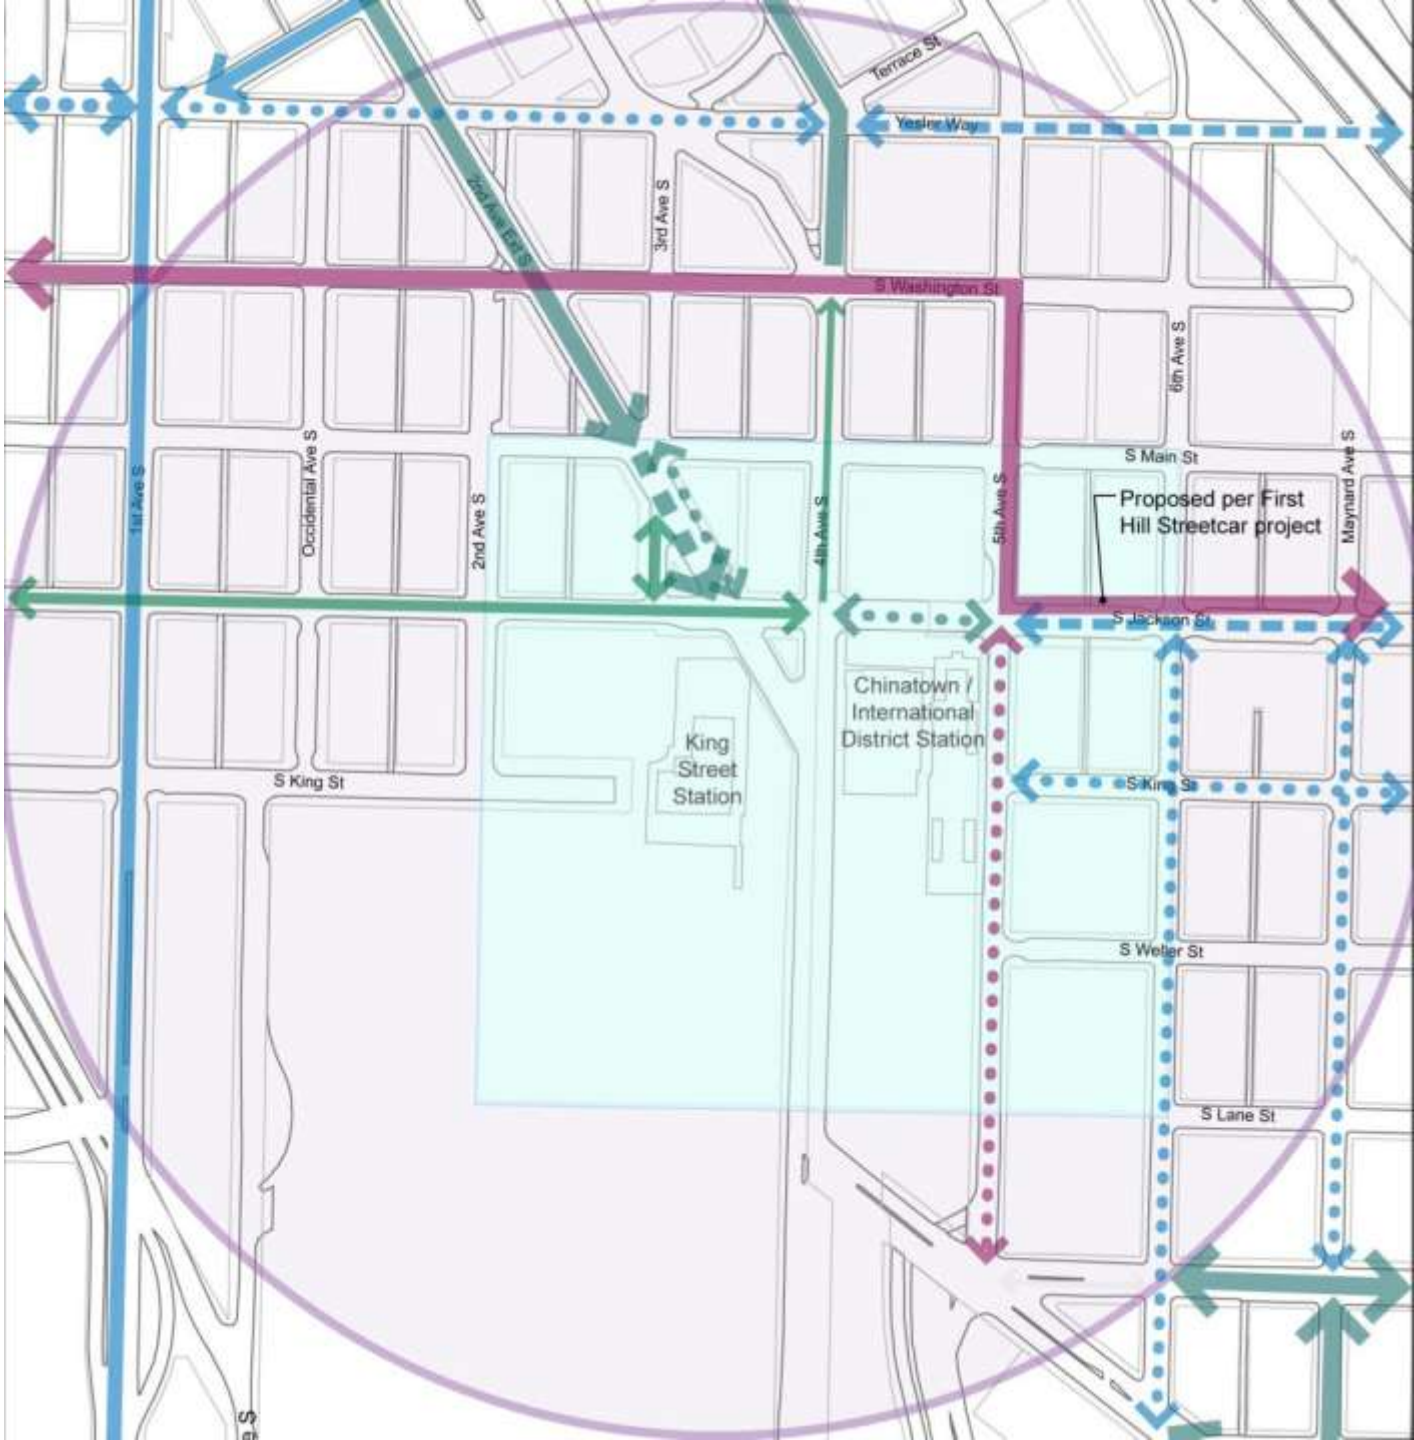 Terrace St
Yesler Way
2nd Ave Ext S
3rd Ave S
S Washington St
6th Ave S
1st Ave S
Occidental Ave S
2nd Ave S
4th Ave S
5th Ave S
S Main St
Maynard Ave S
Proposed per First
Hill Streetcar project
S Jackson St
Chinatown /
International
District Station
King
Street
Station
S King St
S King St
S Weller St
S Lane St
e S